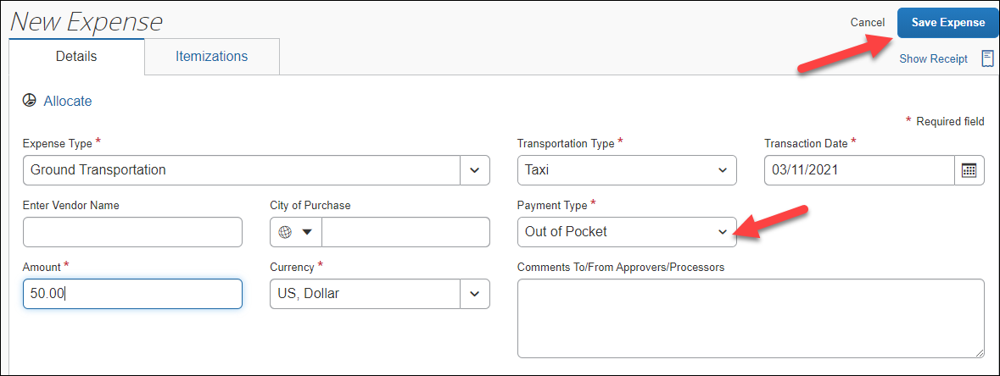 New Expense
Cancel
Save Expense
Details
Itemizations
Show Receipt
Allocate
* Required field
Expense Type *
Transportation Type *
Transaction Date *
Ground Transportation
Taxi
03/11/2021
Enter Vendor Name
City of Purchase
Payment Type *
Out of Pocket
Amount *
Currency *
Comments To/From Approvers/Processors
50.00
US, Dollar